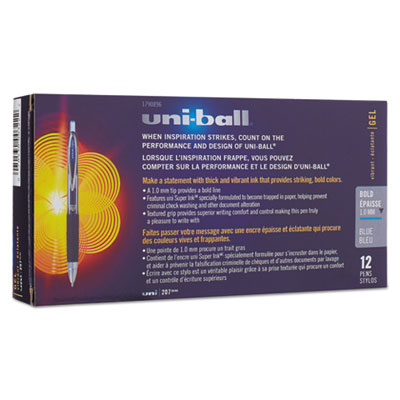 1790896
uni-ball®
WHEN INSPIRATION STRIKES, COUNT ON THE
PERFORMANCE AND DESIGN OF UNI-BALL®
LORSQUE L'INSPIRATION FRAPPE, VOUS POUVEZ
COMPTER SUR LA PERFORMANCE ET LE DESIGN D'UNI-BALL®
Make a statement with thick and vibrant ink that provides striking, bold colors.
• A 1.0 mm tip provides a bold line
• Features uni Super Ink™ specially-formulated to become trapped in paper, helping prevent
criminal check washing and other document alteration
• Textured grip provides superior writing comfort and control making this pen truly
a pleasure to write with
Faites passer votre message avec une encre épaisse et éclatante qui procure
des couleurs vives et frappantes.
• Une pointe de 1.0 mm procure un trait gras
• Contient de l'encre uni Super Ink™ spécialement formulée pour s'incruster dans le papier,
et aider à prévenir la falsification criminelle de chèques et d'autres documents par lavage
• Écrire avec ce stylo est un véritable plaisir grâce à sa prise texturée qui procure un confort
et un contrôle d'écriture supérieurs
uni 207
GEL
vibrant · éclatante
BOLD
ÉPAISSE
1.0 MM
BLUE
BLEU
12
PENS
STYLOS